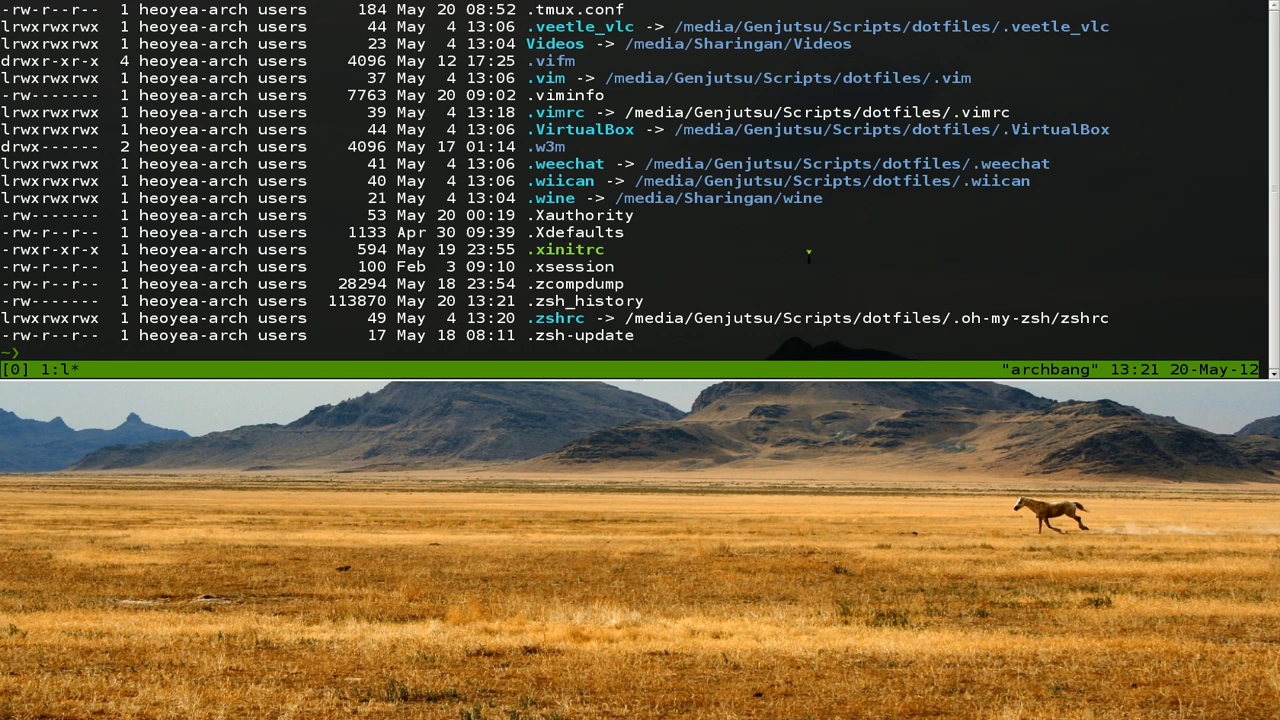 -rw-r--r-- 1 heoyea-arch users 184 May 20 08:52 .tmux.conf
lrwxrwxrwx 1 heoyea-arch users 44 May 4 13:06 .veetle_vlc -> /media/Genjutsu/Scripts/dotfiles/.veetle_vlc
lrwxrwxrwx 1 heoyea-arch users 23 May 4 13:04 Videos -> /media/Sharingan/Videos
drwxr-xr-x 4 heoyea-arch users 4096 May 12 17:25 .vifm
lrwxrwxrwx 1 heoyea-arch users 37 May 4 13:06 .vim -> /media/Genjutsu/Scripts/dotfiles/.vim
-rw------- 1 heoyea-arch users 7763 May 20 09:02 .viminfo
lrwxrwxrwx 1 heoyea-arch users 39 May 4 13:18 .vimrc -> /media/Genjutsu/Scripts/dotfiles/.vimrc
lrwxrwxrwx 1 heoyea-arch users 44 May 4 13:06 .VirtualBox -> /media/Genjutsu/Scripts/dotfiles/.VirtualBox
drwx------ 2 heoyea-arch users 4096 May 17 01:14 .w3m
lrwxrwxrwx 1 heoyea-arch users 41 May 4 13:06 .weechat -> /media/Genjutsu/Scripts/dotfiles/.weechat
lrwxrwxrwx 1 heoyea-arch users 40 May 4 13:06 .wiican -> /media/Genjutsu/Scripts/dotfiles/.wiican
lrwxrwxrwx 1 heoyea-arch users 21 May 4 13:04 .wine -> /media/Sharingan/wine
-rw------- 1 heoyea-arch users 53 May 20 00:19 .Xauthority
-rw-r--r-- 1 heoyea-arch users 1133 Apr 30 09:39 .Xdefaults
-rwxr-xr-x 1 heoyea-arch users 594 May 19 23:55 .xinitrc
-rw-r--r-- 1 heoyea-arch users 100 Feb 3 09:10 .xsession
-rw-r--r-- 1 heoyea-arch users 28294 May 18 23:54 .zcompdump
-rw------- 1 heoyea-arch users 113870 May 20 13:21 .zsh_history
lrwxrwxrwx 1 heoyea-arch users 49 May 4 13:20 .zshrc -> /media/Genjutsu/Scripts/dotfiles/.oh-my-zsh/zshrc
-rw-r--r-- 1 heoyea-arch users 17 May 18 08:11 .zsh-update
~❯
[0] 1:l* "archbang" 13:21 20-May-12